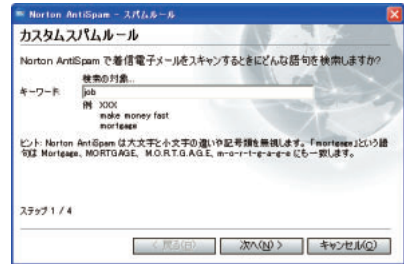 Norton AntiSpam - スパムルール
カスタムスパムルール
Norton AntiSpam で着信電子メールをスキャンするときにどんな語句を検索しますか?
検索の対象...
キーワード: job
例 XXX
make money fast
mortgage
ヒント: Norton AntiSpam は大文字と小文字の違いや記号類を無視します。「mortgage」という語
句は Mortgage、MORTGAGE、M.O.R.T.G.A.G.E、m-o-r-t-g-a-g-e にも一致します。
ステップ 1 / 4
< 戻る(B)
次へ(N) >
キャンセル(C)